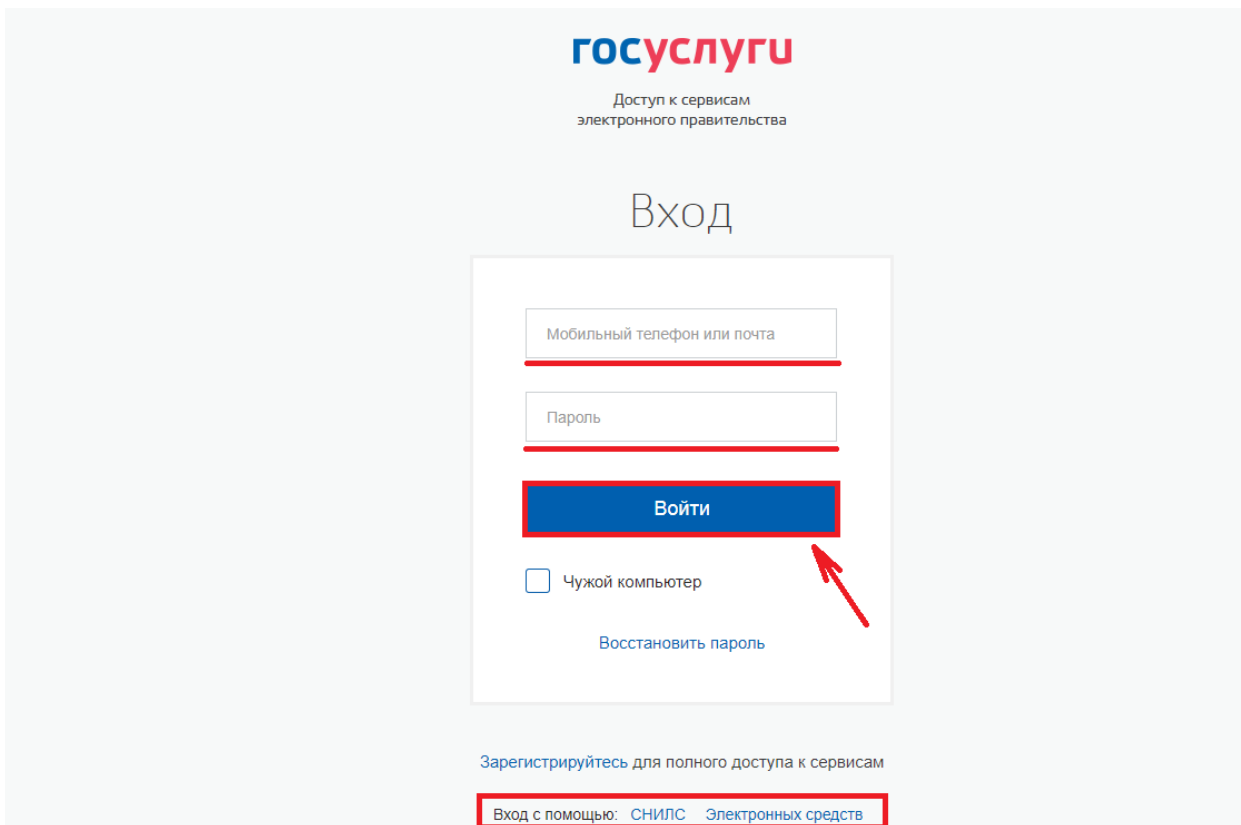 госуслуги
Доступ к сервисам
электронного правительства
Вход
Мобильный телефон или почта
Пароль
Войти
Чужой компьютер
Восстановить пароль
Зарегистрируйтесь для полного доступа к сервисам
Вход с помощью: СНИЛС Электронных средств